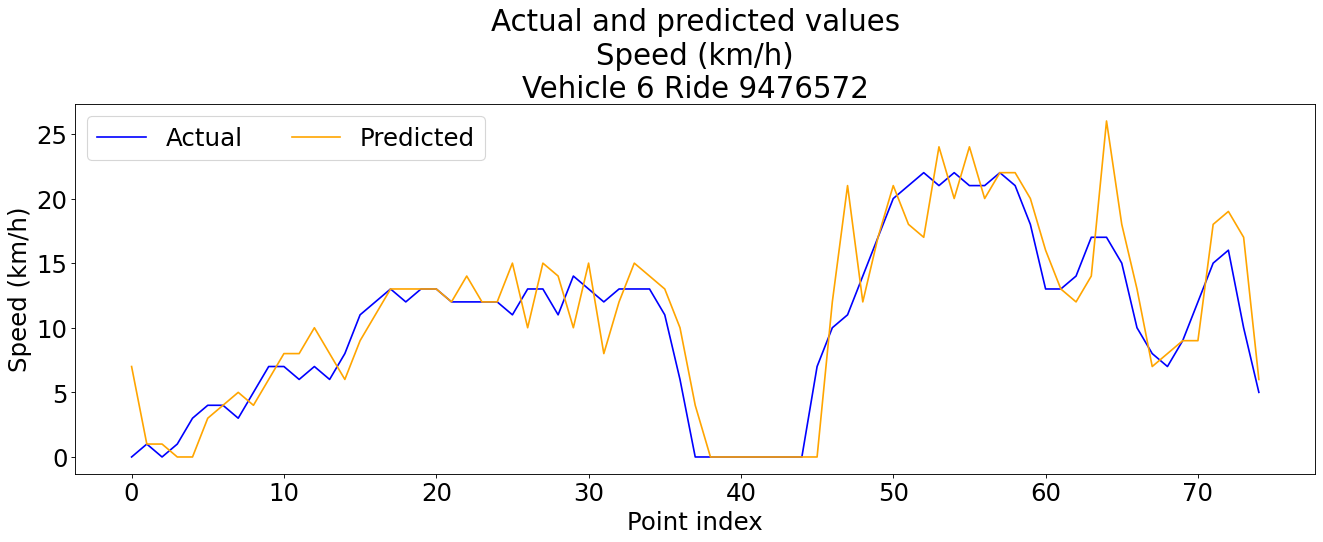 Actual and predicted values
Speed (km/h)
Vehicle 6 Ride 9476572
Actual Predicted
25
20
15
10
5
0
Speed (km/h)
0 10 20 30 40 50 60 70
Point index